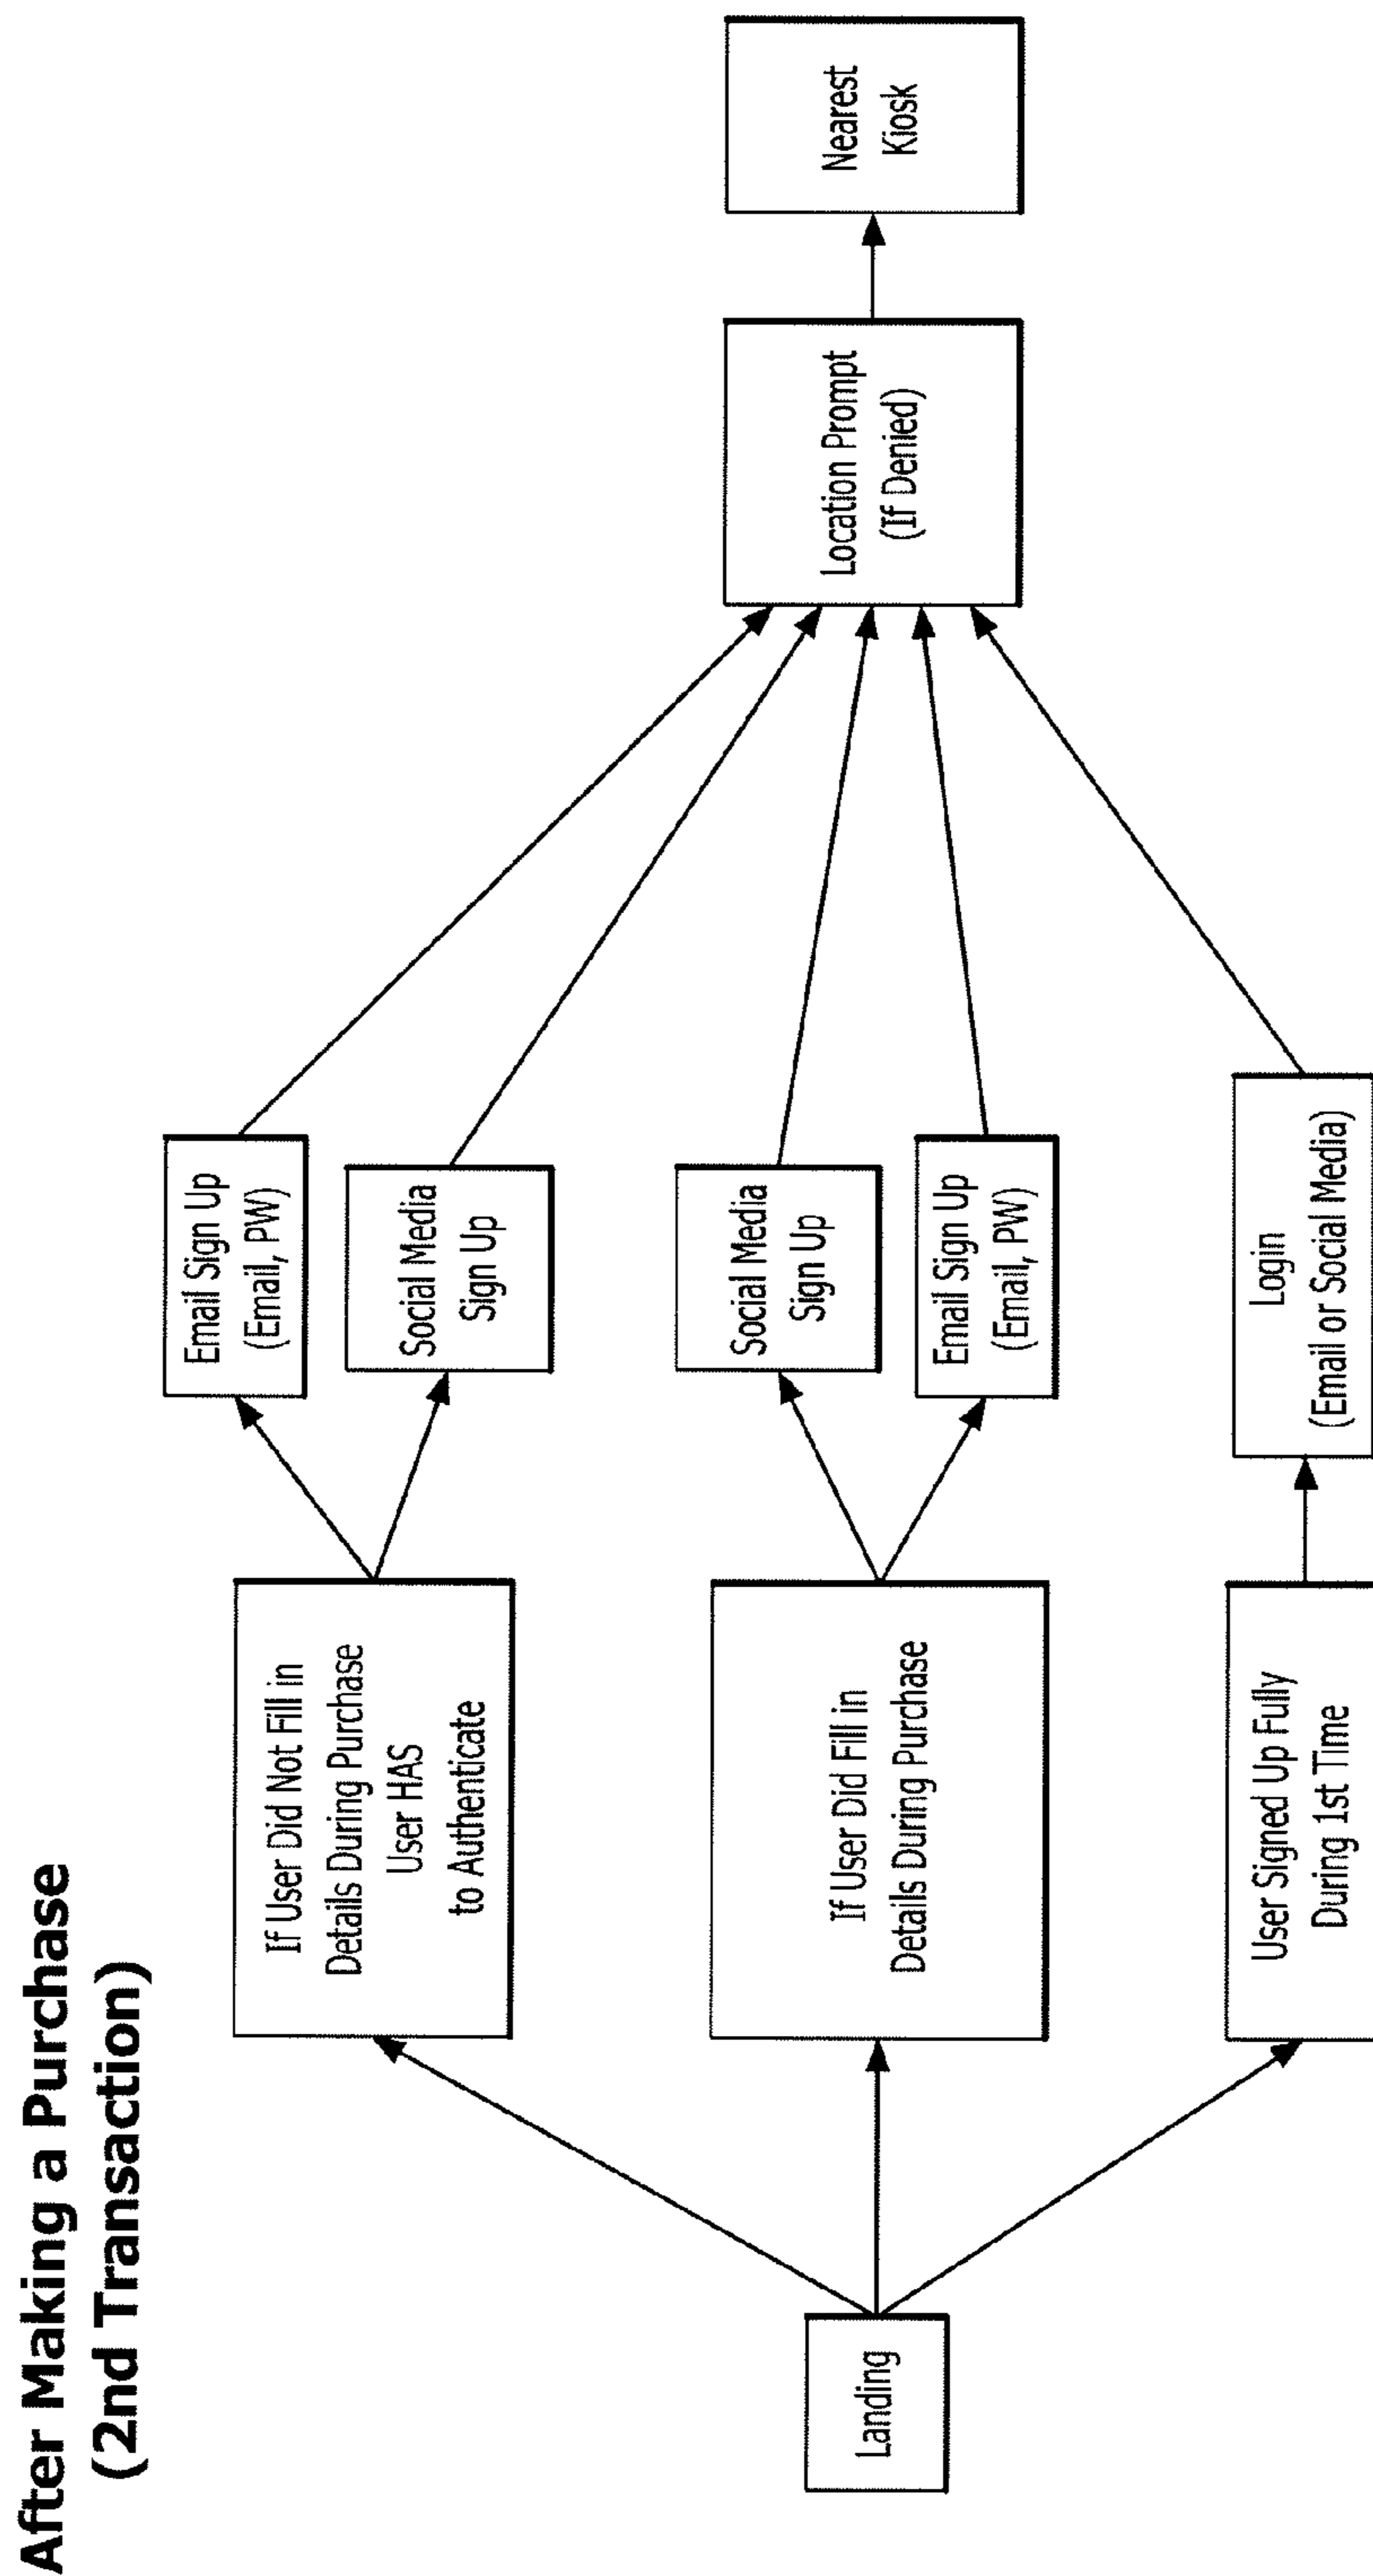 After Making a Purchase
(2nd Transaction)
Landing
If User Did Not Fill in
Details During Purchase
User HAS
to Authenticate
If User Did Fill in
Details During Purchase
User Signed Up Fully
During 1st Time
Email Sign Up
(Email, PW)
Social Media
Sign Up
Social Media
Sign Up
Email Sign Up
(Email, PW)
Login
(Email or Social Media)
Location Prompt
(If Denied)
Nearest
Kiosk